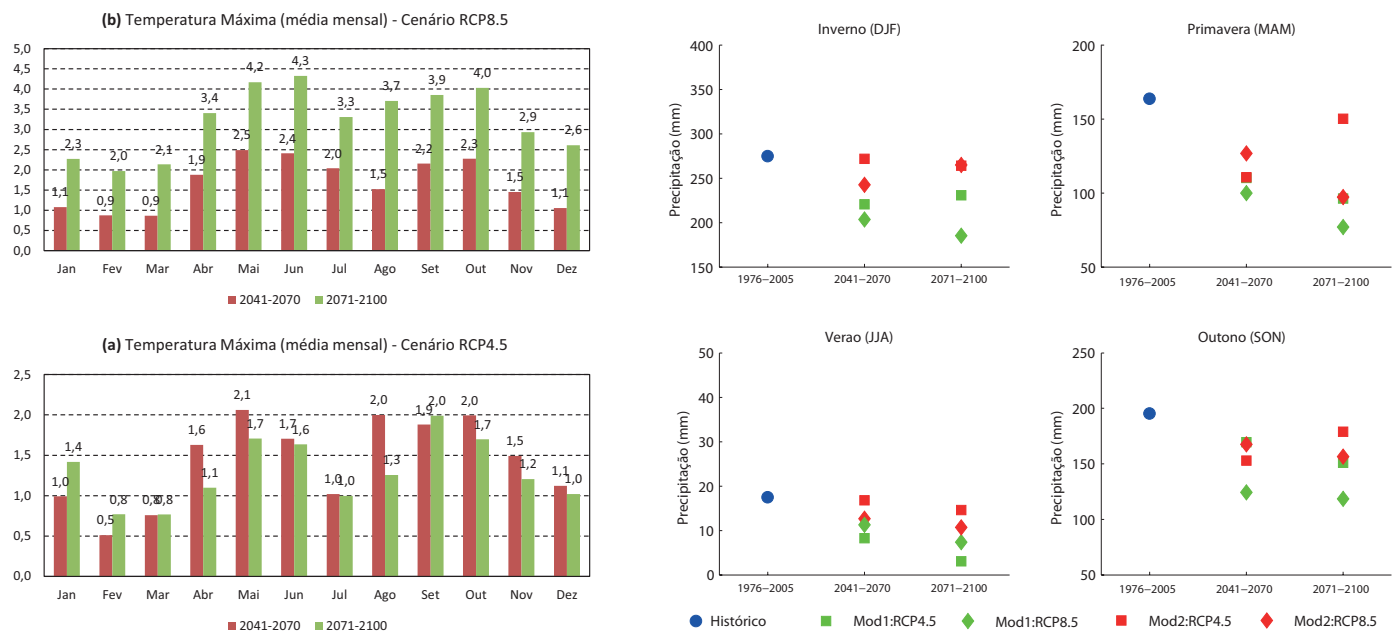 (b) Temperatura Máxima (média mensal) - Cenário RCP8.5
5,0
4,5
4,0
3,5
3,0
2,5
2,0
1,5
1,0
0,5
0,0
1,1 0,9 0,9 1,9 2,5 2,4 2,0 1,5 2,2 2,3 1,5 1,1
2,3 2,0 2,1 3,4 4,2 4,3 3,3 3,7 3,9 4,0 2,9 2,6
Jan Fev Mar Abr Mai Jun Jul Ago Set Out Nov Dez
2041-2070 2071-2100
(a) Temperatura Máxima (média mensal) - Cenário RCP4.5
2,5
2,0
1,5
1,0
0,5
0,0
1,0 0,5 0,8 1,6 2,1 1,7 1,0 2,0 1,9 2,0 1,5 1,1
1,4 0,8 0,8 1,1 1,7 1,6 1,0 1,3 2,0 1,7 1,2 1,0
Jan Fev Mar Abr Mai Jun Jul Ago Set Out Nov Dez
2041-2070 2071-2100
Inverno (DJF)
Precipitação (mm)
400
350
300
250
200
150
1976–2005 2041–2070 2071–2100
Primavera (MAM)
Precipitação (mm)
200
150
100
50
1976–2005 2041–2070 2071–2100
Verao (JJA)
Precipitação (mm)
50
40
30
20
10
0
1976–2005 2041–2070 2071–2100
Outono (SON)
Precipitação (mm)
250
200
150
100
50
1976–2005 2041–2070 2071–2100
Histórico Mod1:RCP4.5 Mod1:RCP8.5 Mod2:RCP4.5 Mod2:RCP8.5